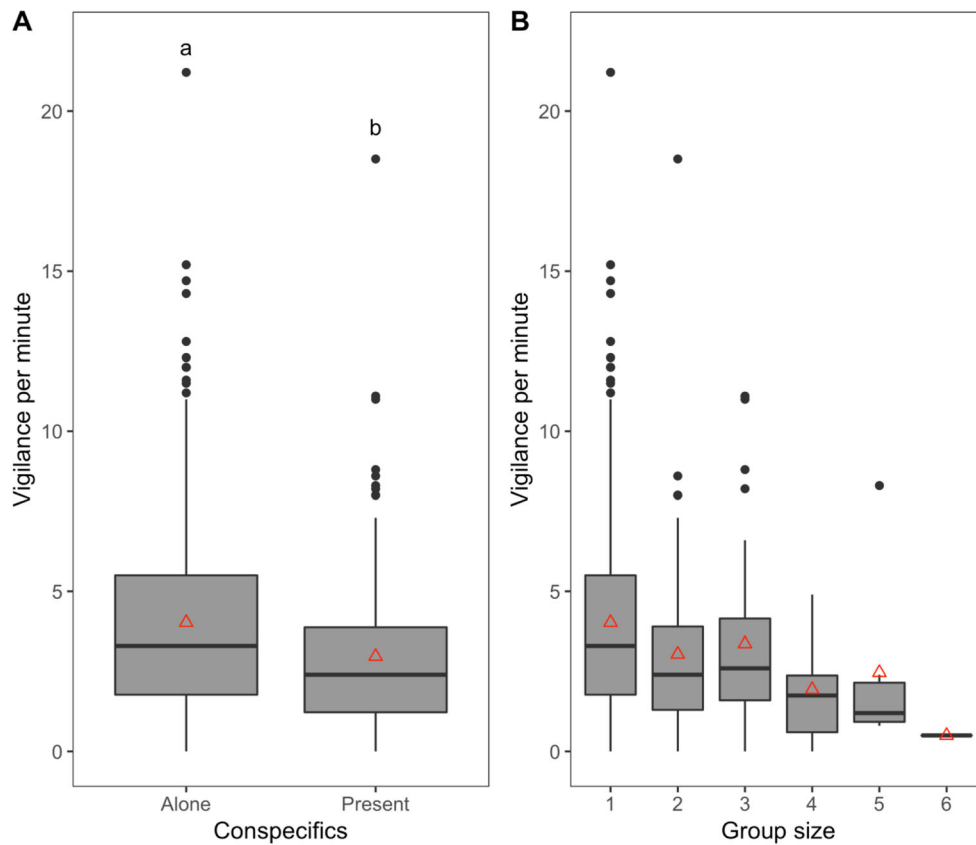 A
B
a
b
Vigilance per minute
20
15
10
5
0
Alone Present
Conspecifics
Vigilance per minute
20
15
10
5
0
1 2 3 4 5 6
Group size